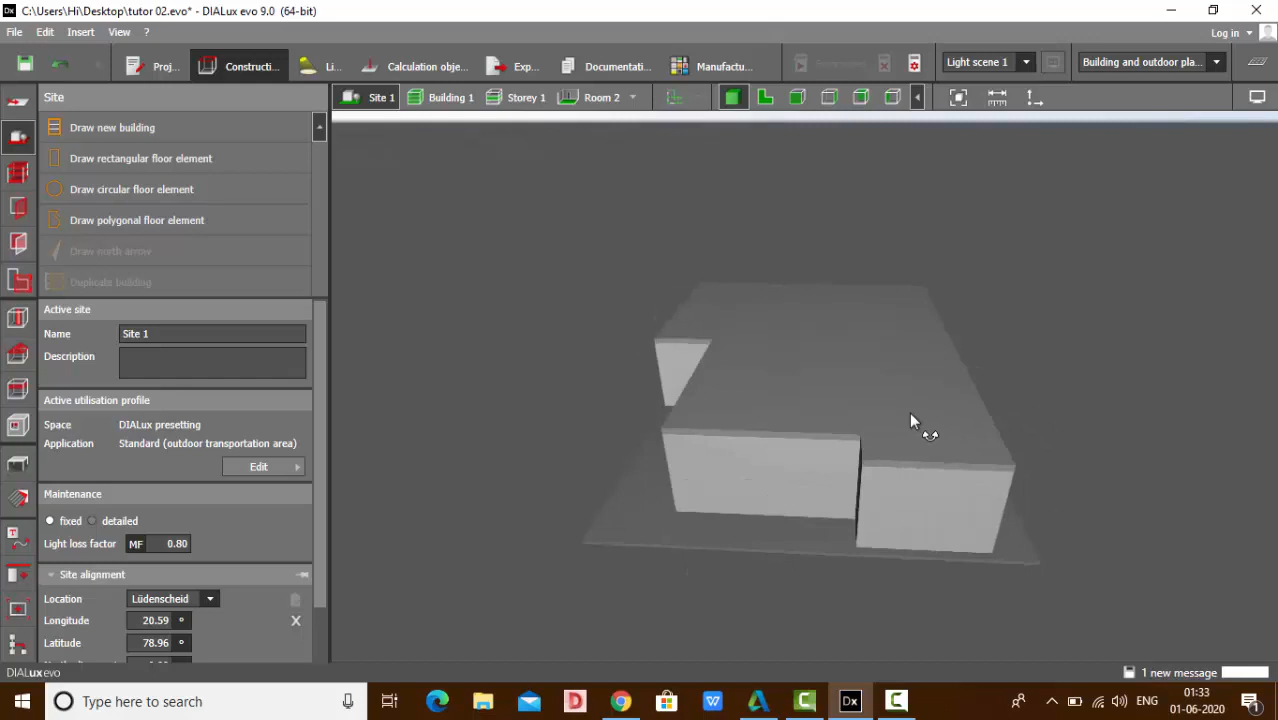 C:\Users\Hi\Desktop\tutor 02.evo* - DIALux evo 9.0 (64-bit)
File Edit Insert View ?
Log in
Proj... Constructi... Li... Calculation obje... Exp... Documentati... Manufactu... Light scene 1 Building and outdoor pla...
Site
Site 1 Building 1 Storey 1 Room 2
Draw new building
Draw rectangular floor element
Draw circular floor element
Draw polygonal floor element
Draw north arrow
Duplicate building
Active site
Name Site 1
Description
Active utilisation profile
Space DIALux presetting
Application Standard (outdoor transportation area)
Edit
Maintenance
fixed detailed
Light loss factor MF 0.80
Site alignment
Location Lüdenscheid
Longitude 20.59 °
X
Latitude 78.96 °
DIALux evo
1 new message
Type here to search
ENG
01:33
01-06-2020